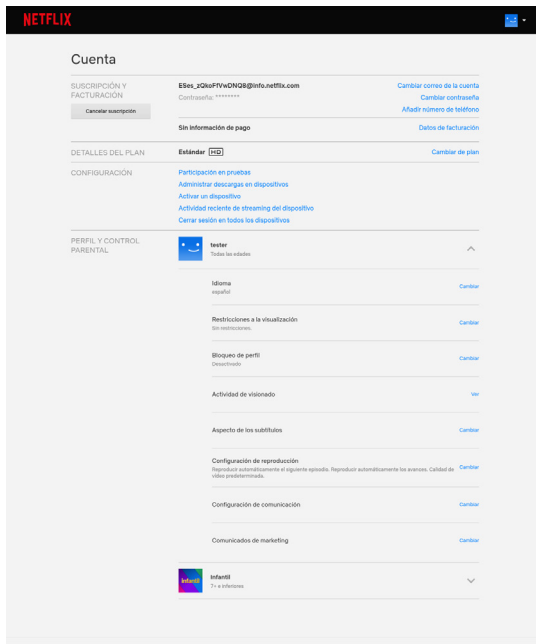 NETFLIX
Cuenta
SUSCRIPCIÓN Y
FACTURACIÓN
Cancelar suscripción
ESes_zQkoFfVwDNQ8@info.netflix.com
Cambiar correo de la cuenta
Contraseña: ********
Cambiar contraseña
Añadir número de teléfono
Sin información de pago
Datos de facturación
DETALLES DEL PLAN
Estándar HD
Cambiar de plan
CONFIGURACIÓN
Participación en pruebas
Administrar descargas en dispositivos
Activar un dispositivo
Actividad reciente de streaming del dispositivo
Cerrar sesión en todos los dispositivos
PERFIL Y CONTROL
PARENTAL
tester
Todas las edades
Idioma
español
Cambiar
Restricciones a la visualización
Sin restricciones.
Cambiar
Bloqueo de perfil
Desactivado
Cambiar
Actividad de visionado
Ver
Aspecto de los subtítulos
Cambiar
Configuración de reproducción
Reproducir automáticamente el siguiente episodio. Reproducir automáticamente los avances. Calidad de
vídeo predeterminada.
Cambiar
Configuración de comunicación
Cambiar
Comunicados de marketing
Cambiar
Infantil
Infantil
7+ e inferiores